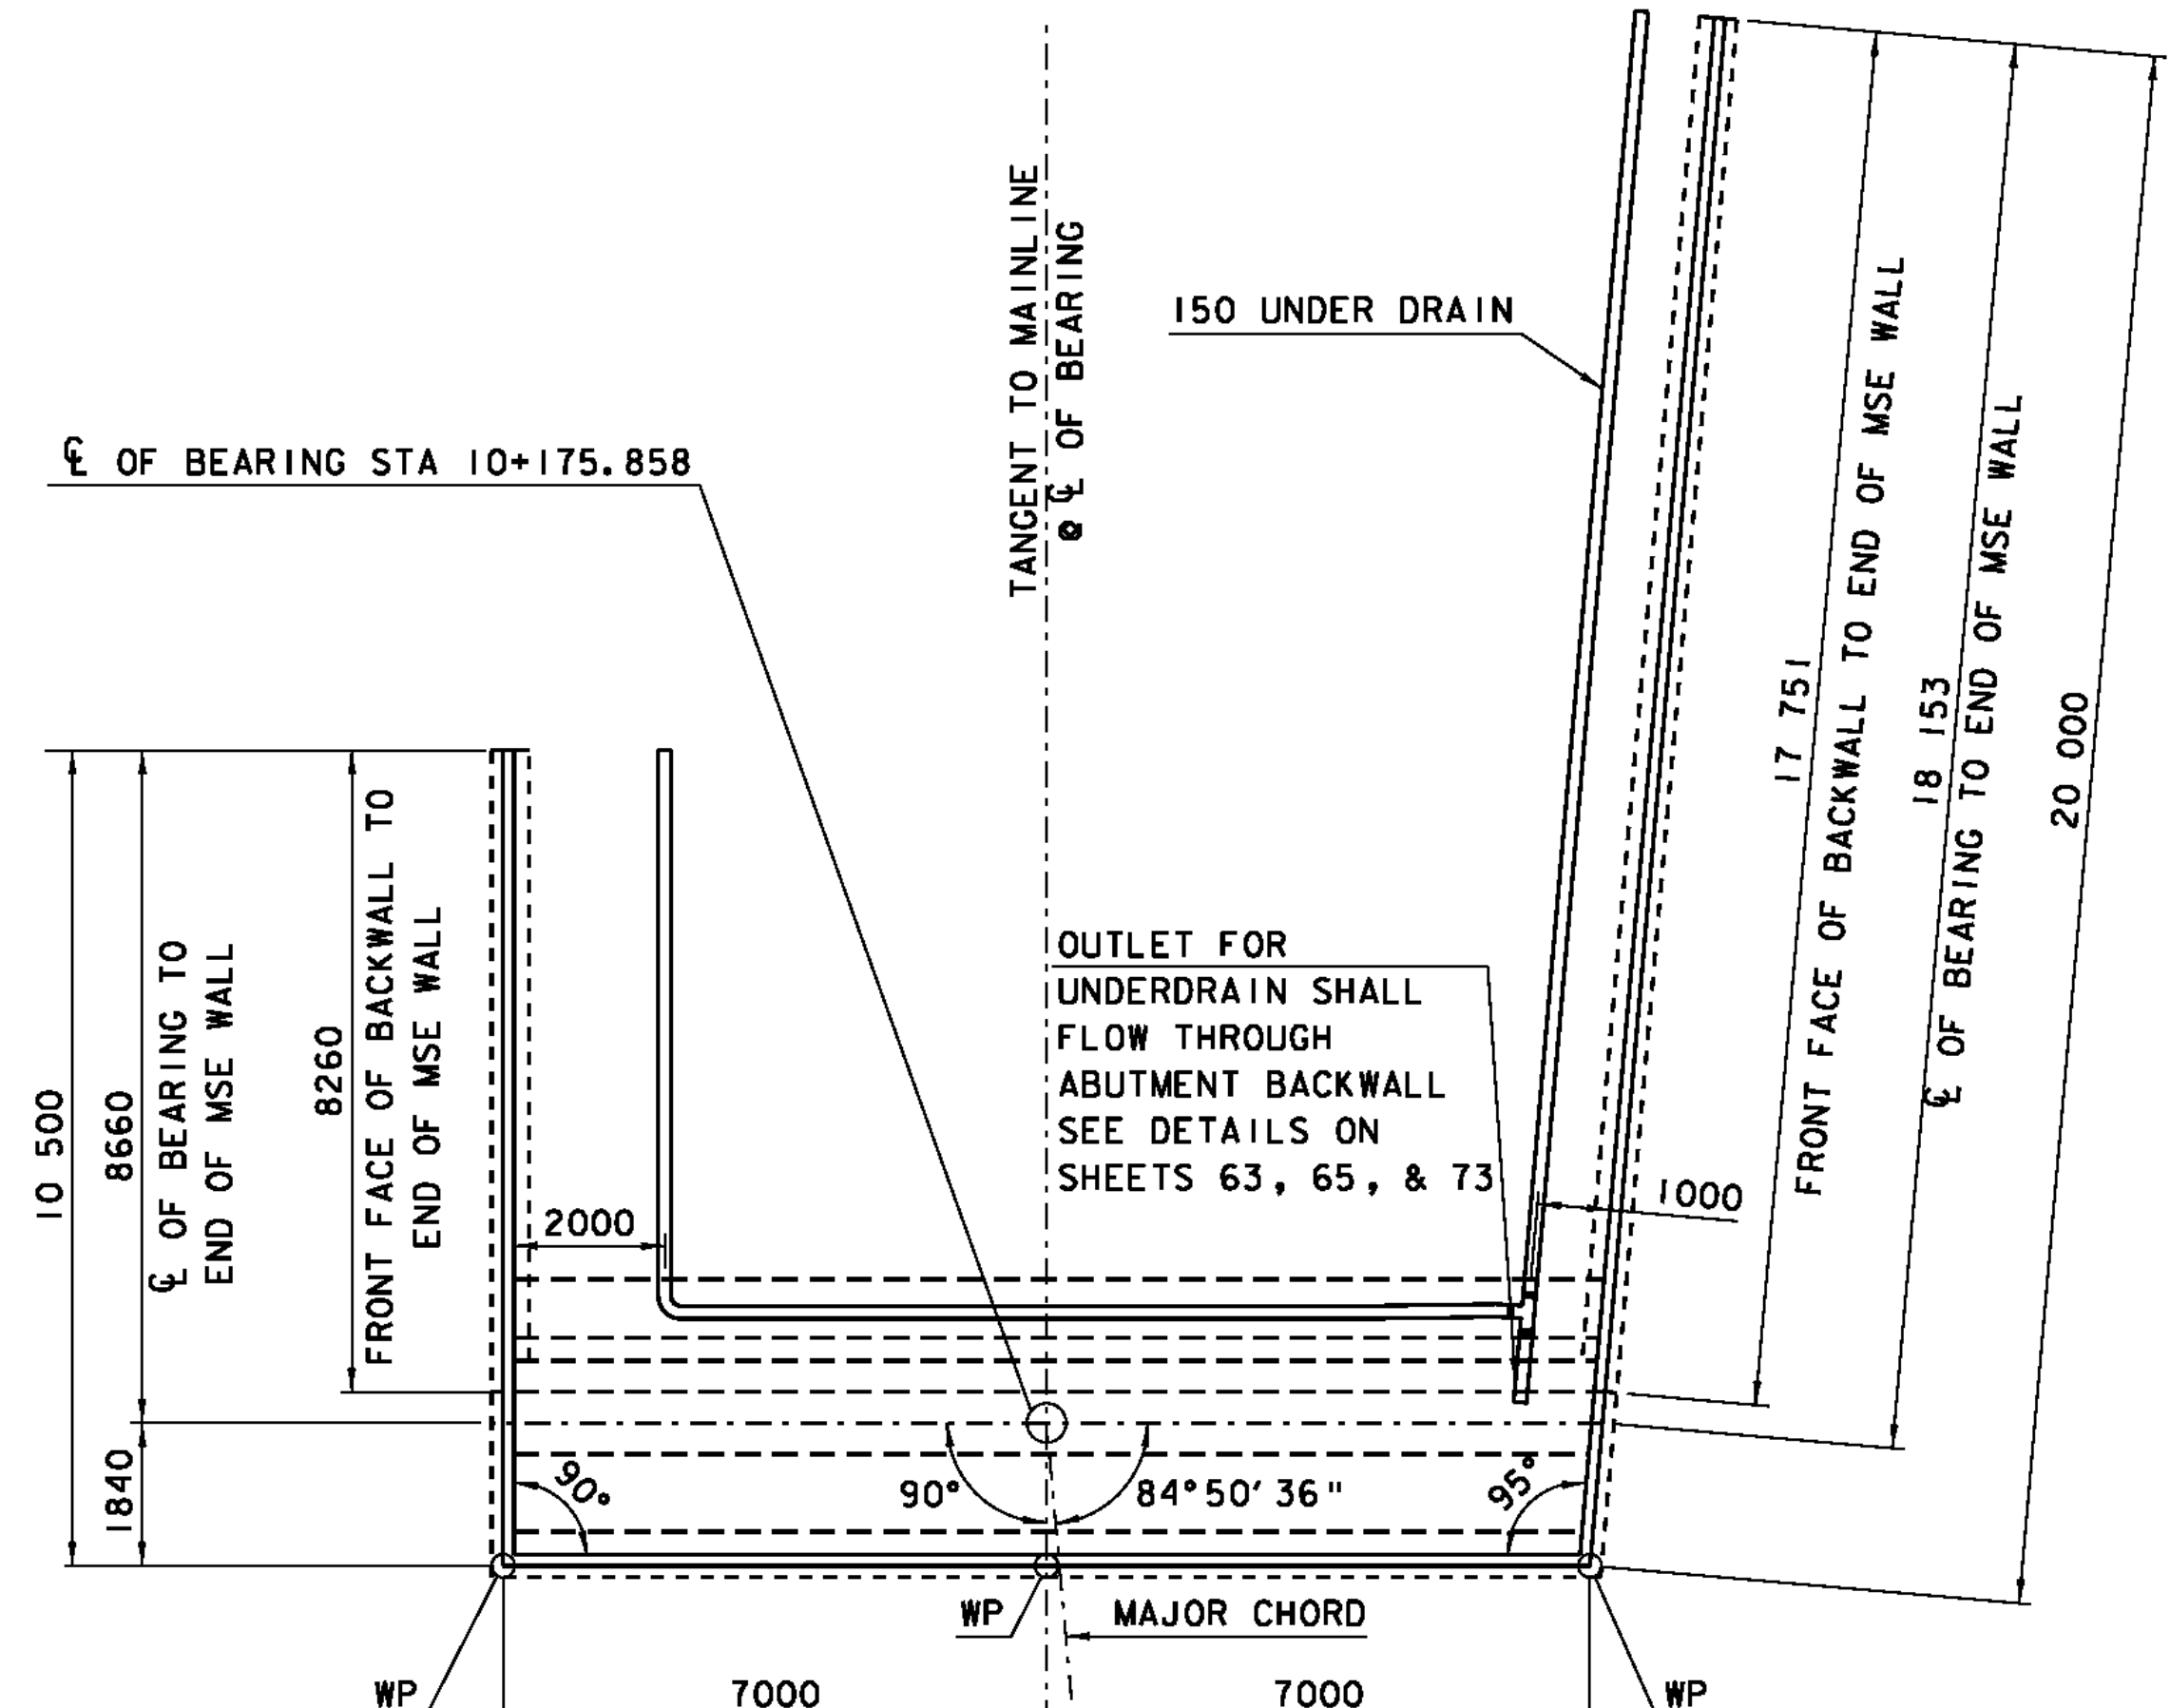 ℄ OF BEARING STA 10+175.858
TANGENT TO MAINLINE
@ ℄ OF BEARING
150 UNDER DRAIN
17 751
FRONT FACE OF BACKWALL TO END OF MSE WALL
18 153
℄ OF BEARING TO END OF MSE WALL
20 000
10 500
8660
℄ OF BEARING TO
END OF MSE WALL
8260
FRONT FACE OF BACKWALL TO
END OF MSE WALL
1840
2000
OUTLET FOR
UNDERDRAIN SHALL
FLOW THROUGH
ABUTMENT BACKWALL
SEE DETAILS ON
SHEETS 63, 65, & 73
1000
90°
90°
84°50'36"
95°
WP
MAJOR CHORD
WP
7000
7000
WP